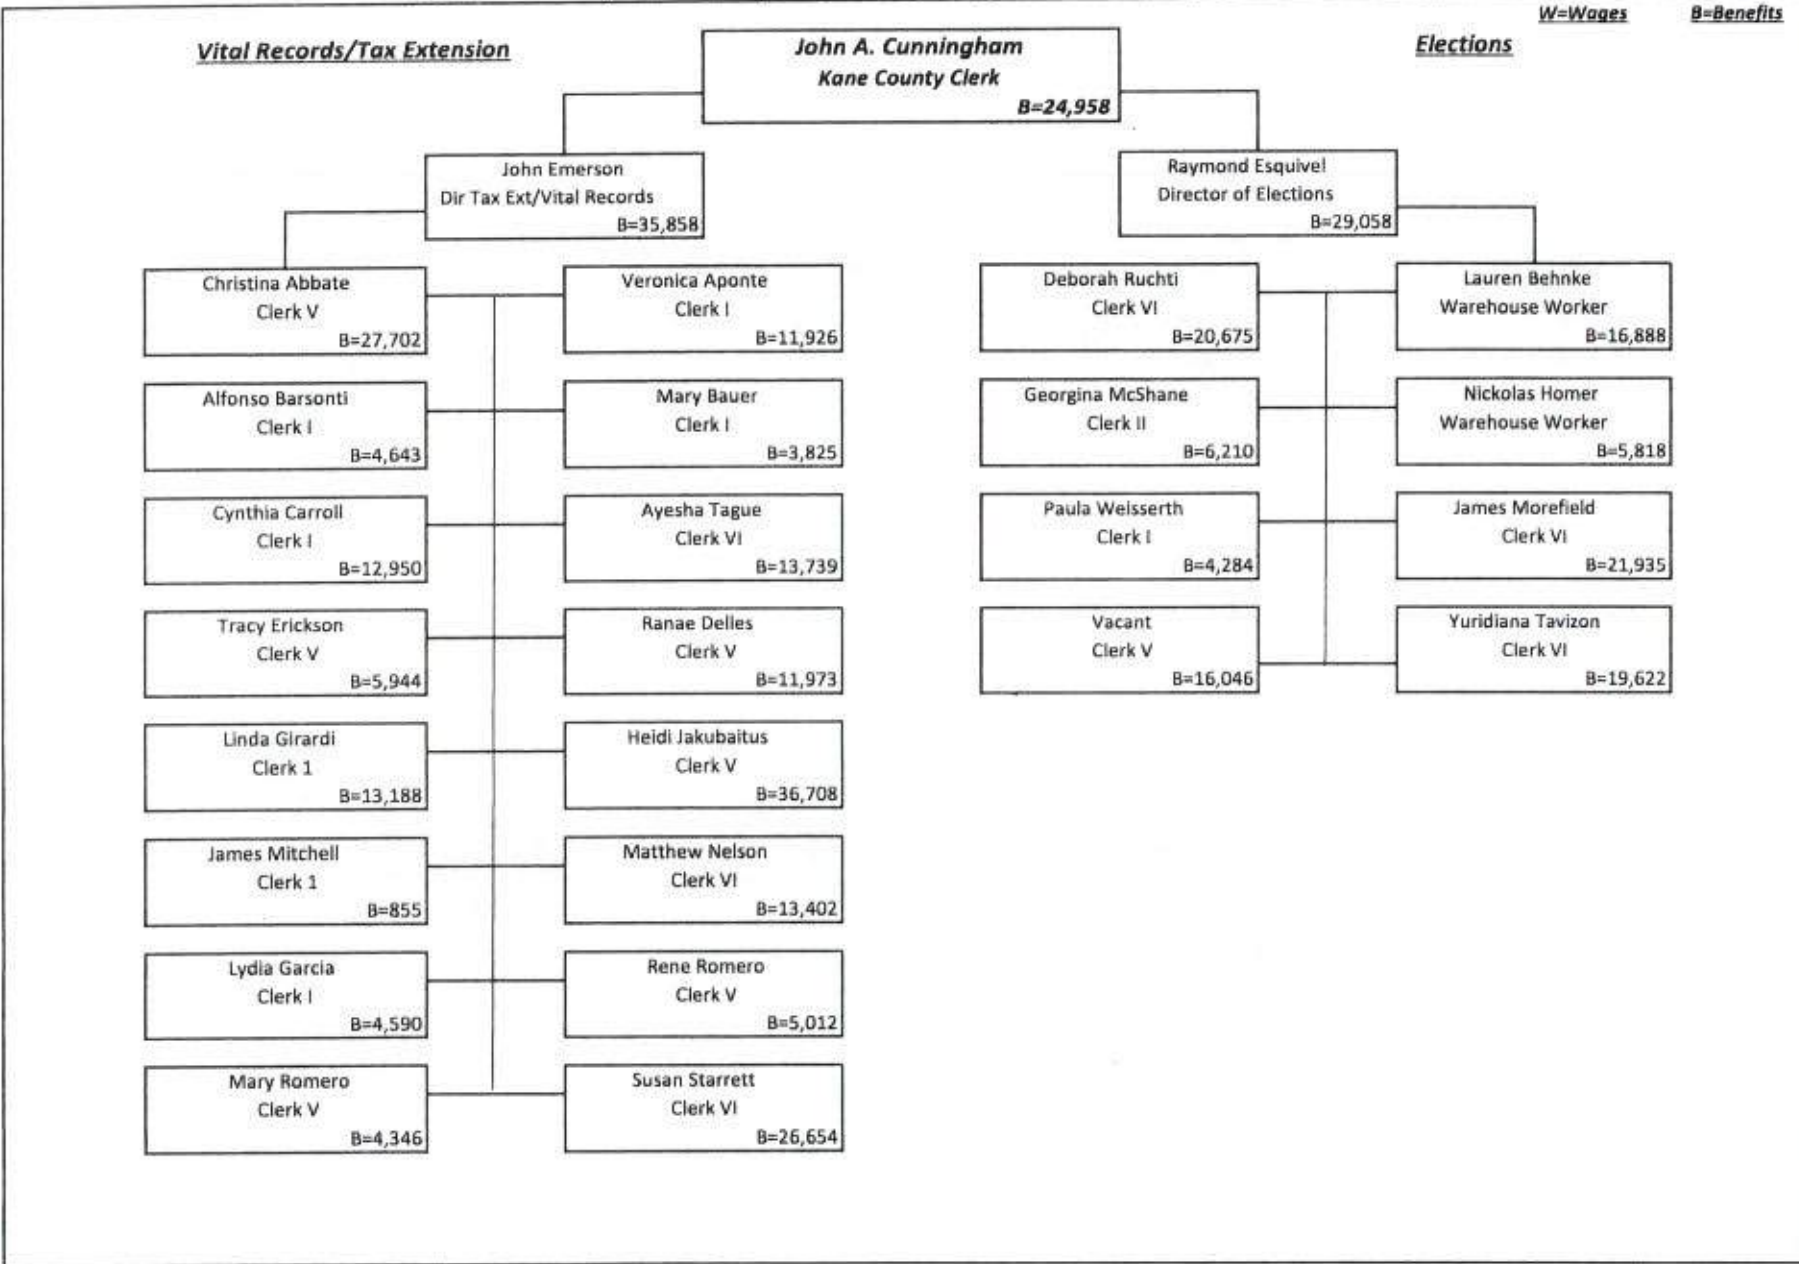 W=Wages B=Benefits
Vital Records/Tax Extension
Elections
John A. Cunningham
Kane County Clerk
B=24,958
John Emerson
Dir Tax Ext/Vital Records
B=35,858
Raymond Esquivel
Director of Elections
B=29,058
Christina Abbate
Clerk V
B=27,702
Veronica Aponte
Clerk I
B=11,926
Alfonso Barsonti
Clerk I
B=4,643
Mary Bauer
Clerk I
B=3,825
Cynthia Carroll
Clerk I
B=12,950
Ayesha Tague
Clerk VI
B=13,739
Tracy Erickson
Clerk V
B=5,944
Ranae Delles
Clerk V
B=11,973
Linda Girardi
Clerk 1
B=13,188
Heidi Jakubaitus
Clerk V
B=36,708
James Mitchell
Clerk 1
B=855
Matthew Nelson
Clerk VI
B=13,402
Lydia Garcia
Clerk I
B=4,590
Rene Romero
Clerk V
B=5,012
Mary Romero
Clerk V
B=4,346
Susan Starrett
Clerk VI
B=26,654
Deborah Ruchti
Clerk VI
B=20,675
Lauren Behnke
Warehouse Worker
B=16,888
Georgina McShane
Clerk II
B=6,210
Nickolas Homer
Warehouse Worker
B=5,818
Paula Weisserth
Clerk I
B=4,284
James Morefield
Clerk VI
B=21,935
Vacant
Clerk V
B=16,046
Yuridiana Tavizon
Clerk VI
B=19,622